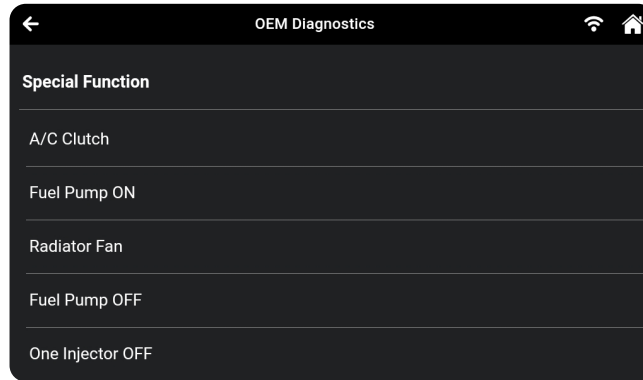 OEM Diagnostics
Special Function
A/C Clutch
Fuel Pump ON
Radiator Fan
Fuel Pump OFF
One Injector OFF